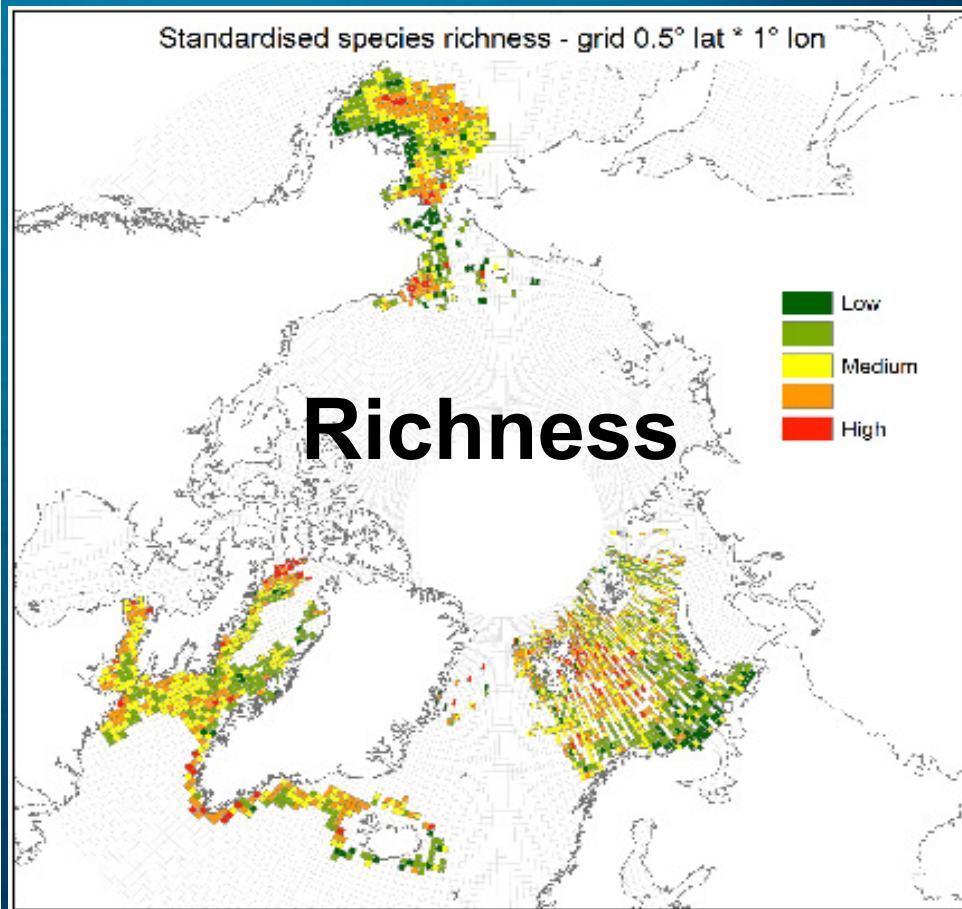 Standardised species richness - grid 0.5° lat * 1° lon
Low
Medium
High
Richness